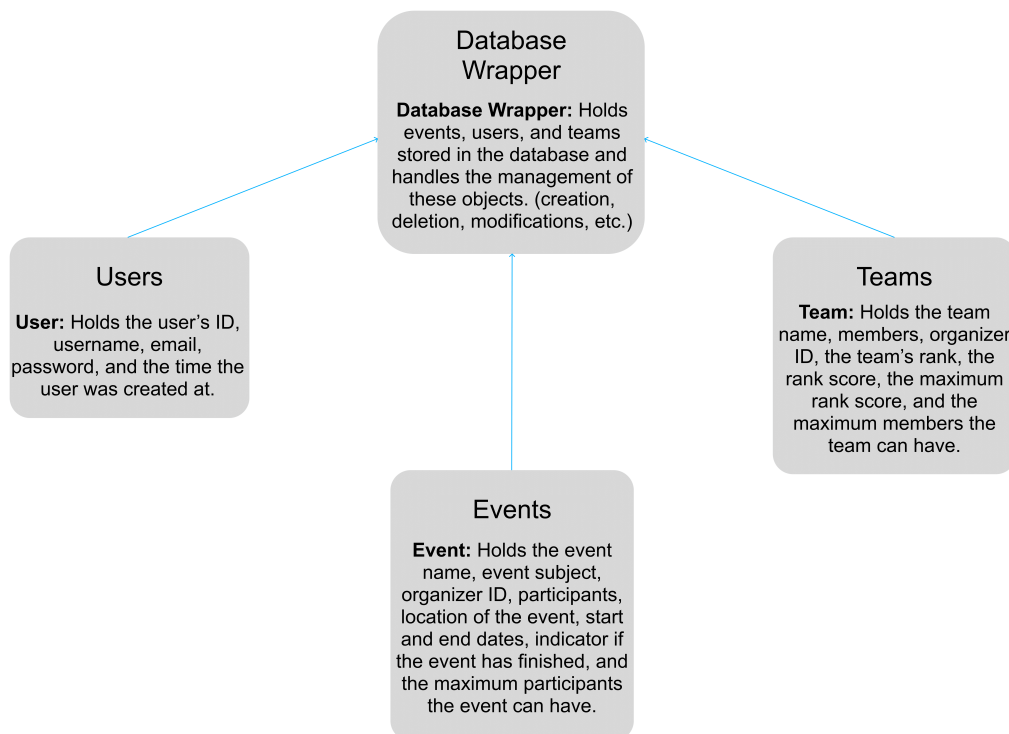 Database
Wrapper
Database Wrapper: Holds
events, users, and teams
stored in the database and
handles the management of
these objects. (creation,
deletion, modifications, etc.)
Users
User: Holds the user’s ID,
username, email,
password, and the time the
user was created at.
Teams
Team: Holds the team
name, members, organizer
ID, the team’s rank, the
rank score, the maximum
rank score, and the
maximum members the
team can have.
Events
Event: Holds the event
name, event subject,
organizer ID, participants,
location of the event, start
and end dates, indicator if
the event has finished, and
the maximum participants
the event can have.